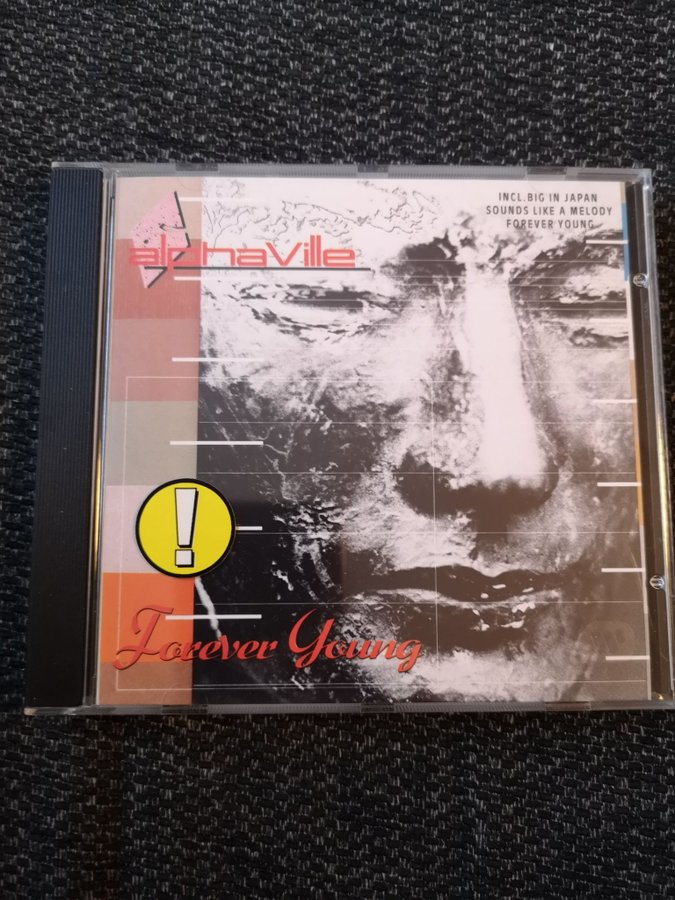 INCL.BIG IN JAPAN
SOUNDS LIKE A MELODY
FOREVER YOUNG
alphaville
!
Forever Young